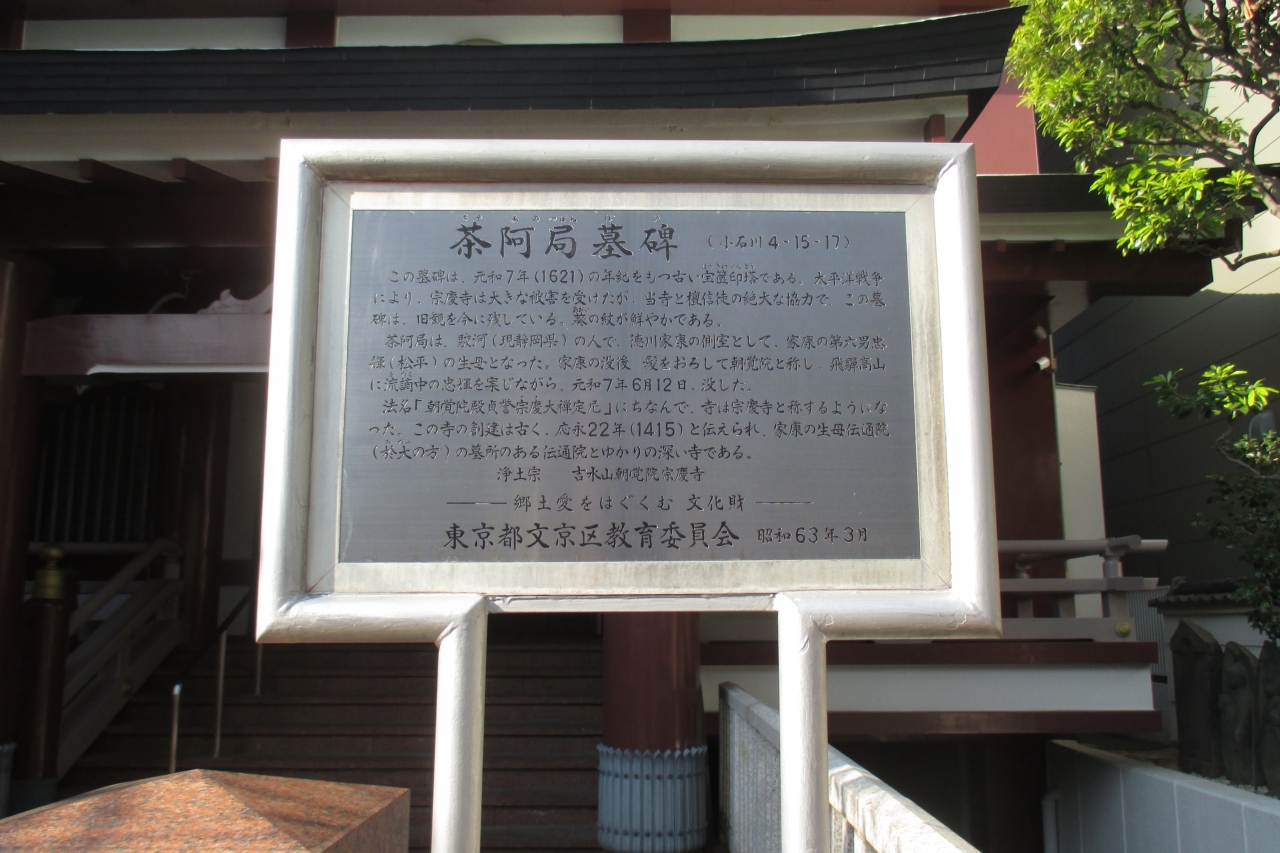 茶阿局墓碑 （小石川4・15・17）
この墓碑は、元和7年(1621)の年紀をもつ古い宝篋印塔である。太平洋戦争
により、宗慶寺は大きな被害を受けたが、当寺と檀信徒の絶大な協力で、この墓
碑は、旧観を今に残している。葵の紋が鮮やかである。
茶阿局は、駿河(現静岡県)の人で、徳川家康の側室として、家康の第六男忠
輝(松平)の生母となった。家康の没後、髪をおろして朝覚院と称し、飛騨高山
に流謫中の忠輝を案じながら、元和7年6月12日、没した。
法名「朝覚院殿貞誉宗慶大禅定尼」にちなんで、寺は宗慶寺と称するようにな
った。この寺の創建は古く、応永22年(1415)と伝えられ、家康の生母伝通院
(於大の方)の墓所のある伝通院とゆかりの深い寺である。
浄土宗 吉水山朝覚院宗慶寺
郷土愛をはぐくむ 文化財
東京都文京区教育委員会 昭和63年3月